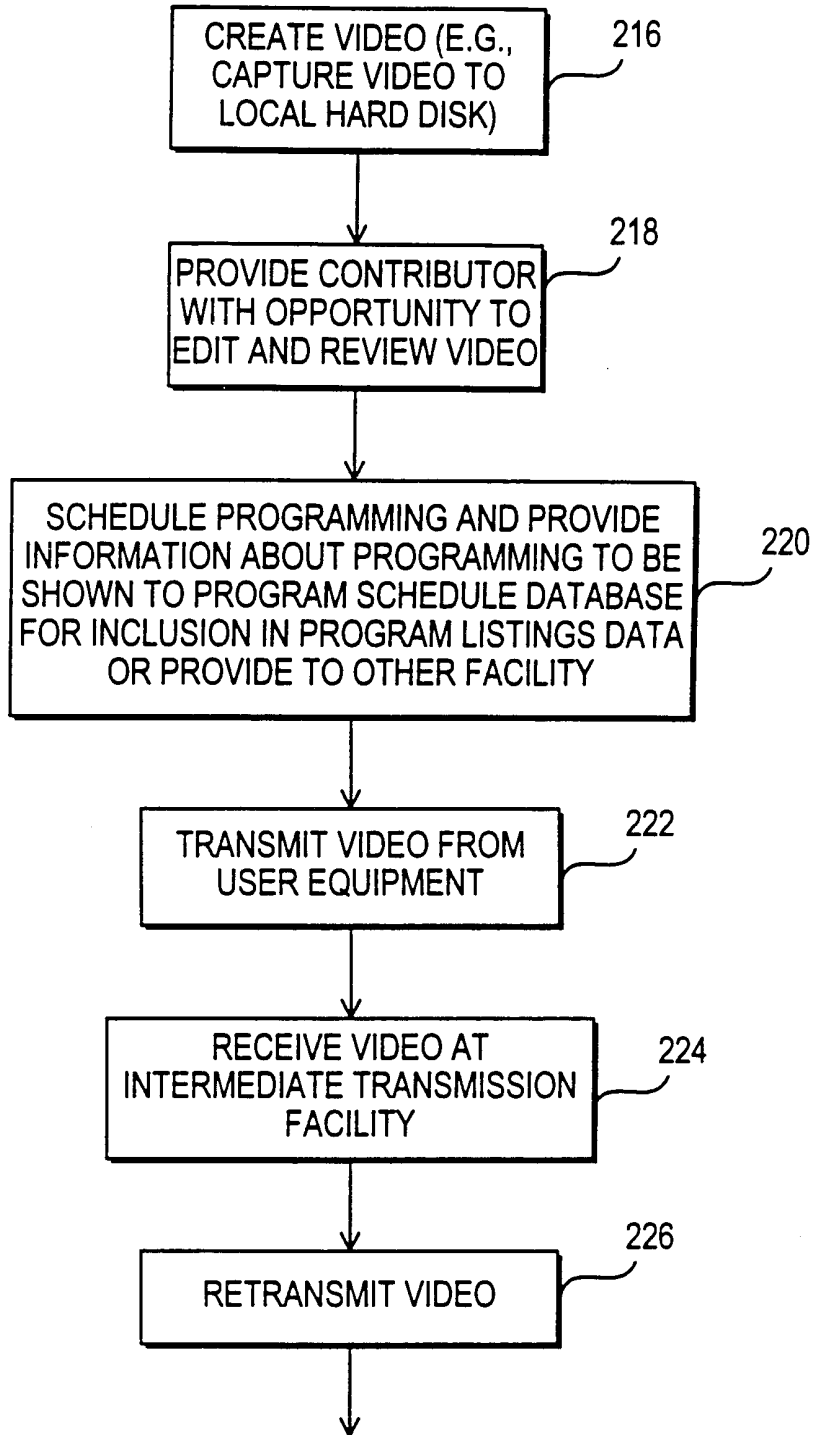 CREATE VIDEO (E.G.,
CAPTURE VIDEO TO
LOCAL HARD DISK)
216
PROVIDE CONTRIBUTOR
WITH OPPORTUNITY TO
EDIT AND REVIEW VIDEO
218
SCHEDULE PROGRAMMING AND PROVIDE
INFORMATION ABOUT PROGRAMMING TO BE
SHOWN TO PROGRAM SCHEDULE DATABASE
FOR INCLUSION IN PROGRAM LISTINGS DATA
OR PROVIDE TO OTHER FACILITY
220
TRANSMIT VIDEO FROM
USER EQUIPMENT
222
RECEIVE VIDEO AT
INTERMEDIATE TRANSMISSION
FACILITY
224
RETRANSMIT VIDEO
226